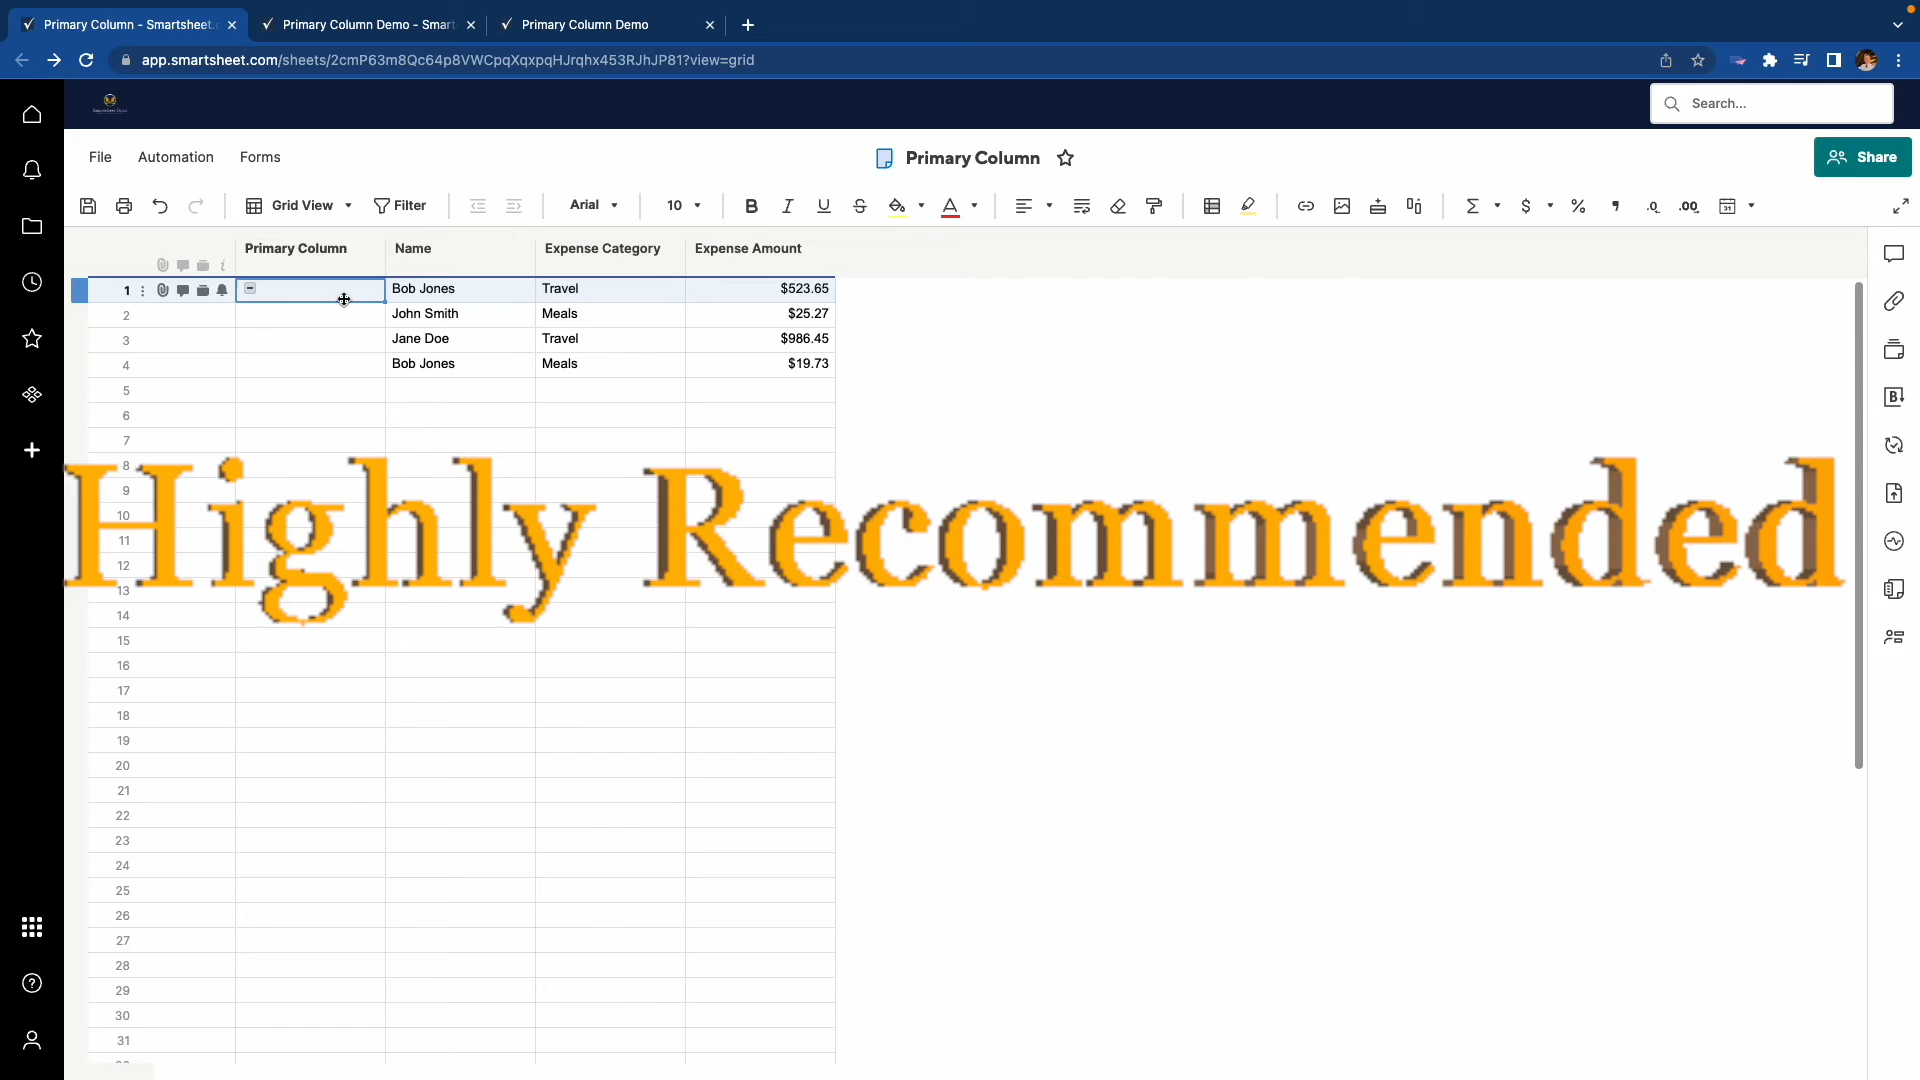 Primary Column - Smartsheet.c
Primary Column Demo - Smart
Primary Column Demo
app.smartsheet.com/sheets/2cmP63m8Qc64p8VWCpqXqxpqHJrqhx453RJhJP81?view=grid
Search...
File Automation Forms
Primary Column
Share
Grid View Filter Arial 10 B I U S A Σ $ % , .0 .00 31
Primary Column Name Expense Category Expense Amount
1 Bob Jones Travel $523.65
2 John Smith Meals $25.27
3 Jane Doe Travel $986.45
4 Bob Jones Meals $19.73
5
6
7
8
9
10
11
12
13
14
15
16
17
18
19
20
21
22
23
24
25
26
27
28
29
30
31
Highly Recommended